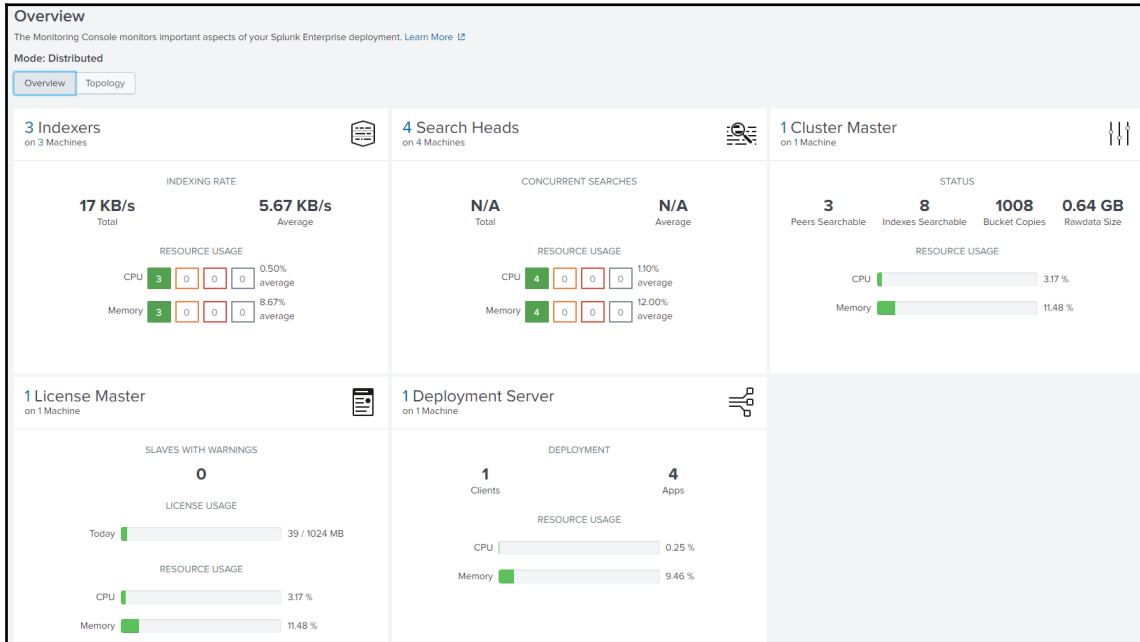 Overview
The Monitoring Console monitors important aspects of your Splunk Enterprise deployment. Learn More
Mode: Distributed
Overview Topology
3 Indexers
on 3 Machines
INDEXING RATE
17 KB/s 5.67 KB/s
Total Average
RESOURCE USAGE
CPU 3 0 0 0 0.50% average
Memory 3 0 0 0 8.67% average
4 Search Heads
on 4 Machines
CONCURRENT SEARCHES
N/A N/A
Total Average
RESOURCE USAGE
CPU 4 0 0 0 1.10% average
Memory 4 0 0 0 12.00% average
1 Cluster Master
on 1 Machine
STATUS
3 8 1008 0.64 GB
Peers Searchable Indexes Searchable Bucket Copies Rawdata Size
RESOURCE USAGE
CPU 3.17 %
Memory 11.48 %
1 License Master
on 1 Machine
SLAVES WITH WARNINGS
0
LICENSE USAGE
Today 39 / 1024 MB
RESOURCE USAGE
CPU 3.17 %
Memory 11.48 %
1 Deployment Server
on 1 Machine
DEPLOYMENT
1 4
Clients Apps
RESOURCE USAGE
CPU 0.25 %
Memory 9.46 %